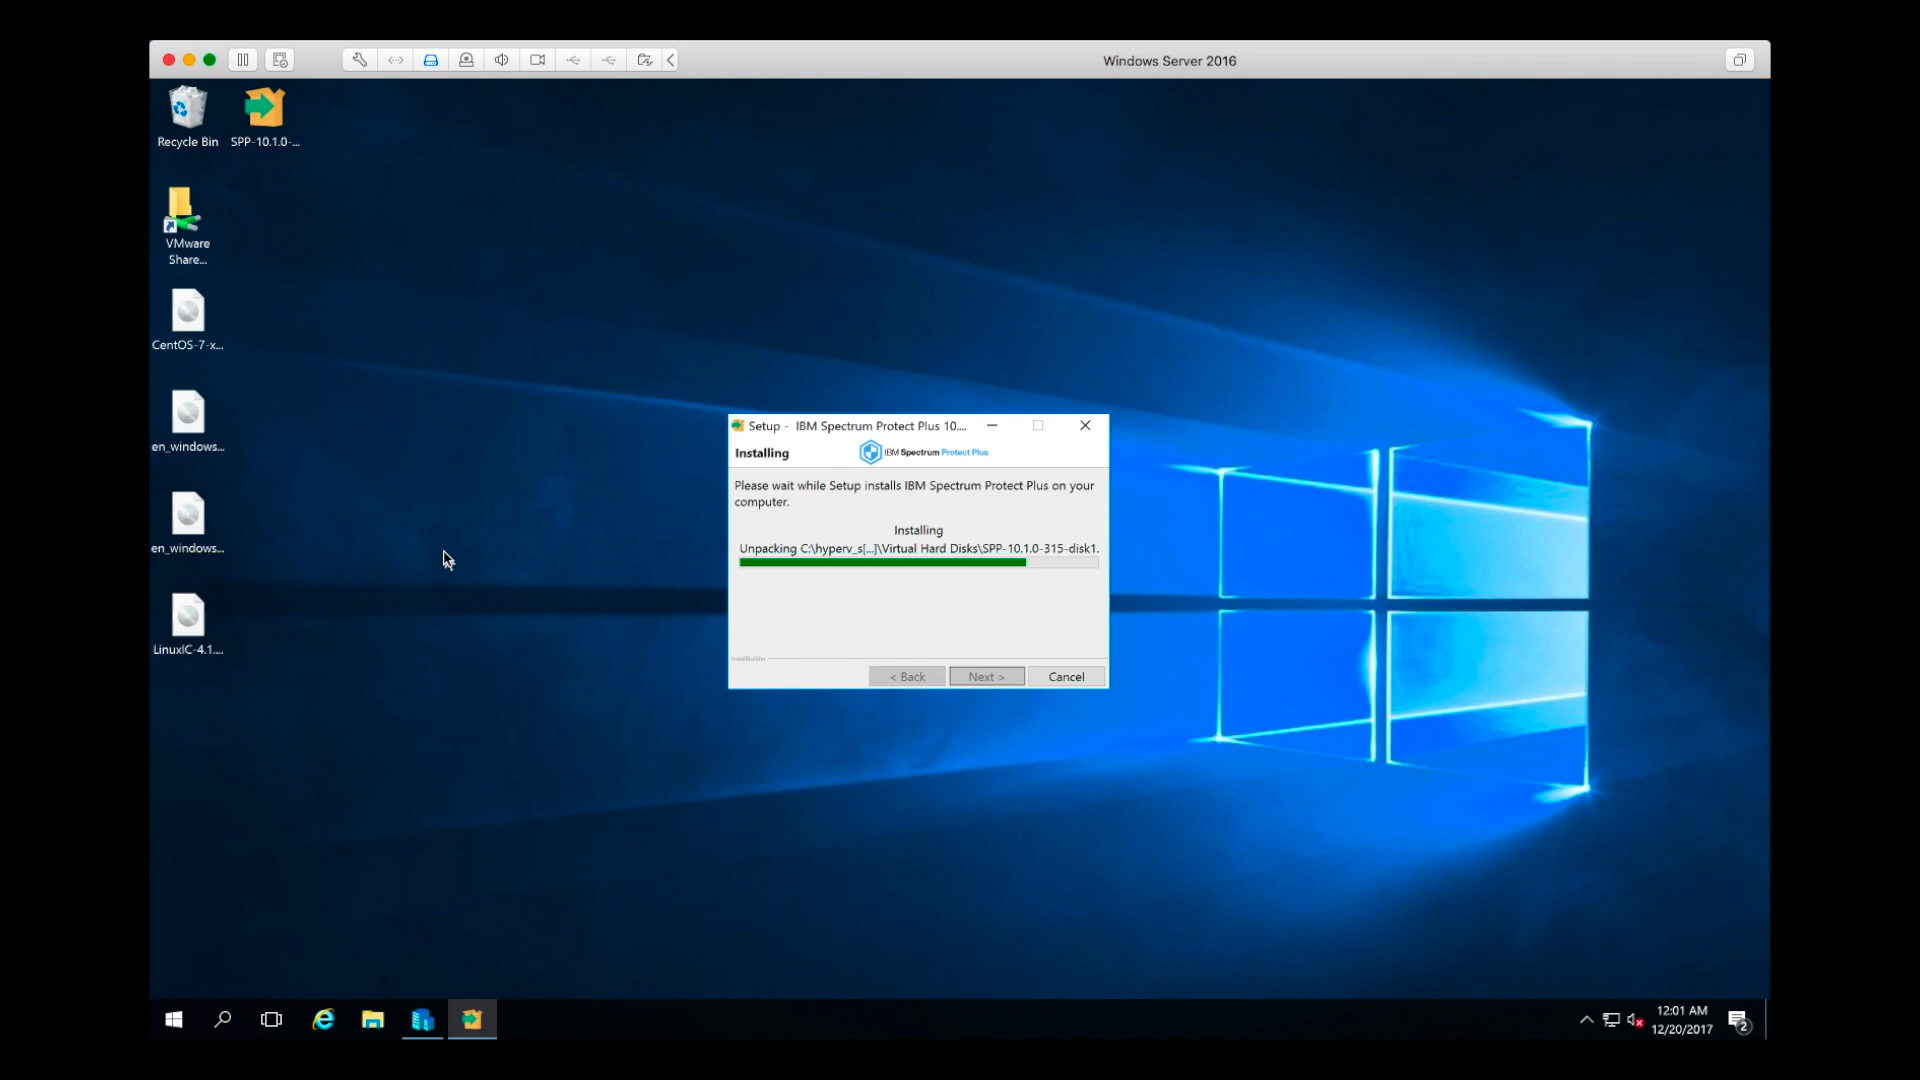 Windows Server 2016
Recycle Bin
SPP-10.1.0-...
VMware
Share...
CentOS-7-x...
en_windows...
en_windows...
LinuxIC-4.1....
Setup - IBM Spectrum Protect Plus 10....
Installing
IBM Spectrum Protect Plus
Please wait while Setup installs IBM Spectrum Protect Plus on your
computer.
Installing
Unpacking C:\hyperv_s[...]\Virtual Hard Disks\SPP-10.1.0-315-disk1.
InstallBuilder
< Back
Next >
Cancel
12:01 AM
12/20/2017
2